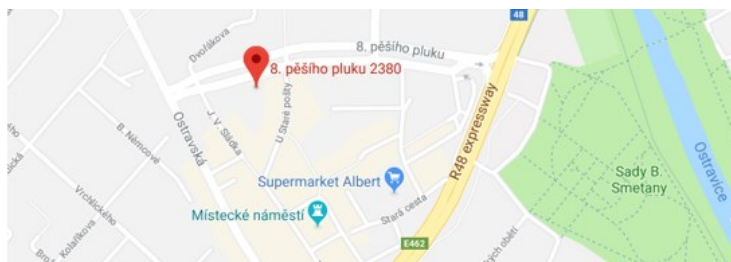 48
Dvořákova
8. pěšího pluku
8. pěšího pluku 2380
J. V. Sládka
U Staré pošty
Ostravská
B. Němcové
R48 expressway
Ostravice
Sady B.
Smetany
Supermarket Albert
Vrchlického
Místecké náměstí
Stará cesta
Kolaříkova
E462